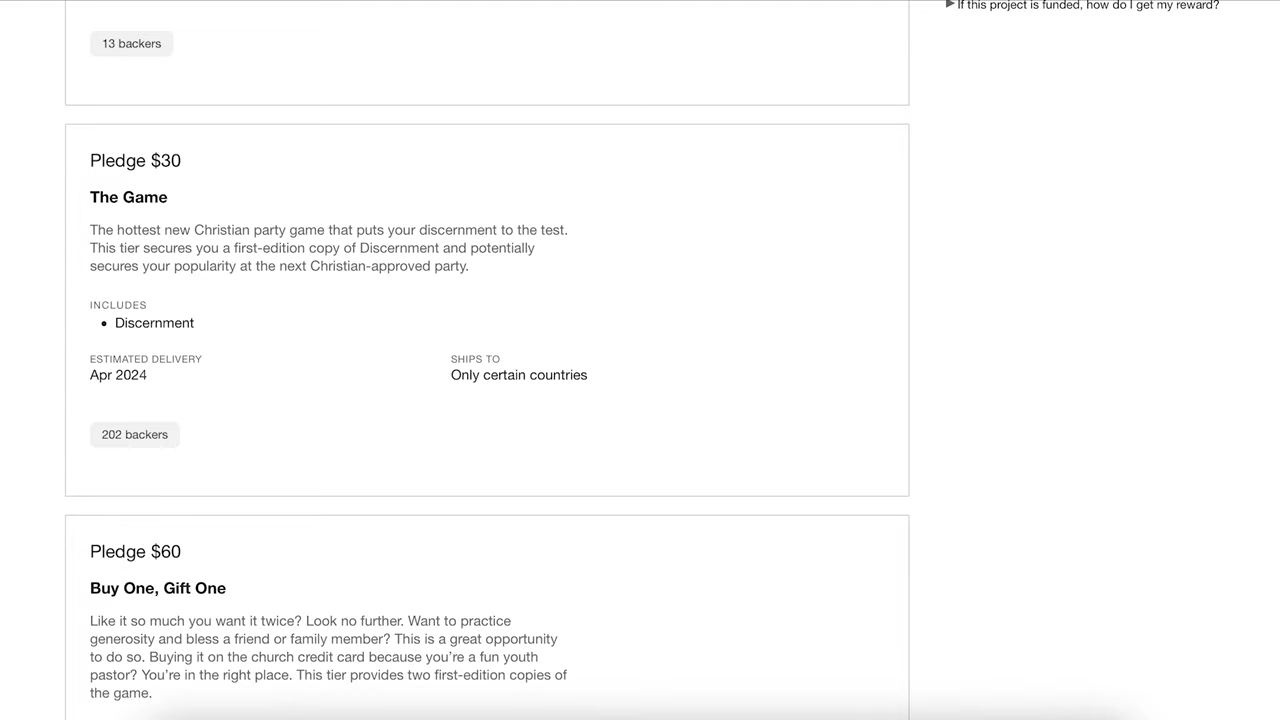 ▶ If this project is funded, how do I get my reward?
13 backers
Pledge $30
The Game
The hottest new Christian party game that puts your discernment to the test.
This tier secures you a first-edition copy of Discernment and potentially
secures your popularity at the next Christian-approved party.
INCLUDES
• Discernment
ESTIMATED DELIVERY
Apr 2024
SHIPS TO
Only certain countries
202 backers
Pledge $60
Buy One, Gift One
Like it so much you want it twice? Look no further. Want to practice
generosity and bless a friend or family member? This is a great opportunity
to do so. Buying it on the church credit card because you’re a fun youth
pastor? You’re in the right place. This tier provides two first-edition copies of
the game.